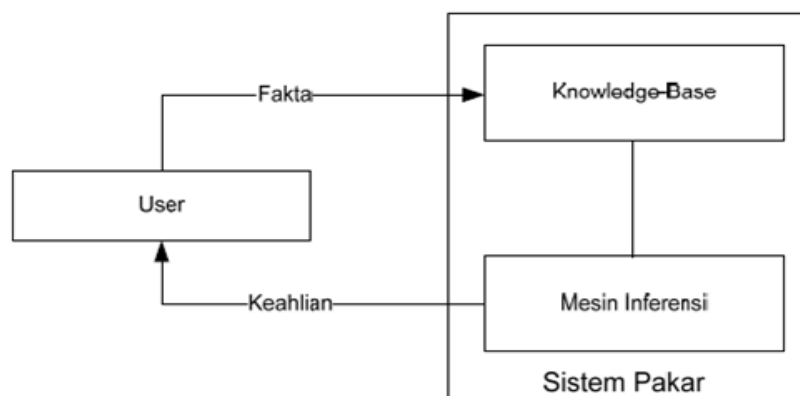 Fakta
Knowledge-Base
User
Keahlian
Mesin Inferensi
Sistem Pakar